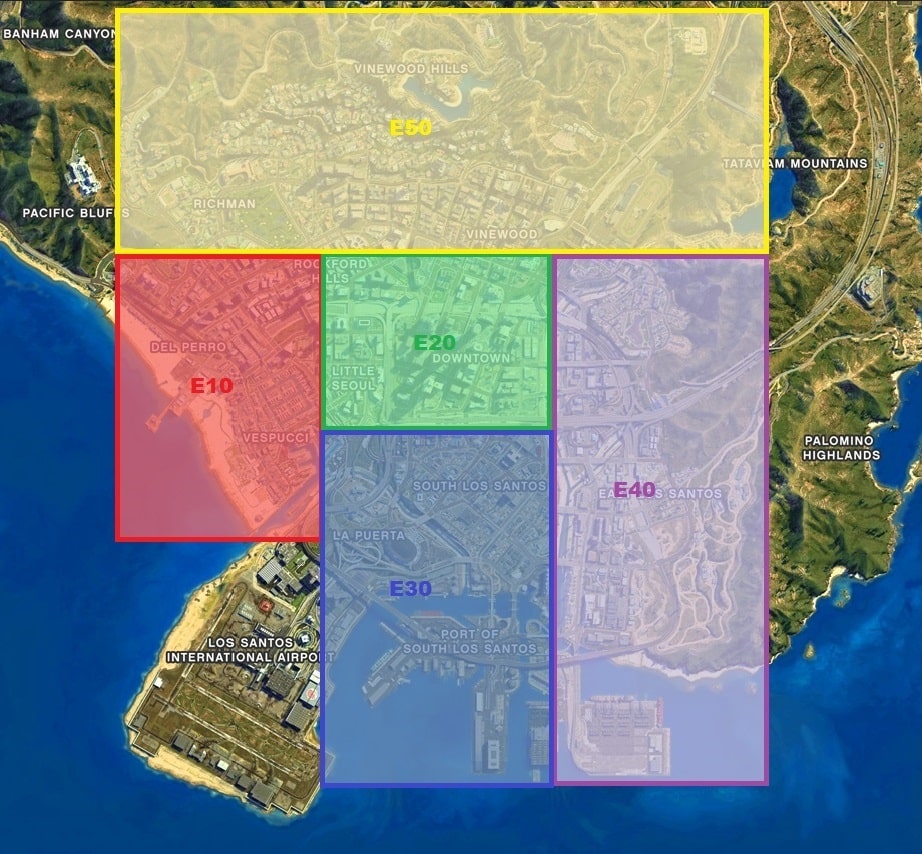 BANHAM CANYON
VINEWOOD HILLS
E50
TATAVIAM MOUNTAINS
RICHMAN
PACIFIC BLUFFS
VINEWOOD
ROCKFORD
HILLS
DEL PERRO
E20
DOWNTOWN
LITTLE
SEOUL
E10
VESPUCCI
PALOMINO
HIGHLANDS
SOUTH LOS SANTOS
E40
EAST LOS SANTOS
LA PUERTA
E30
PORT OF
SOUTH LOS SANTOS
LOS SANTOS
INTERNATIONAL AIRPORT